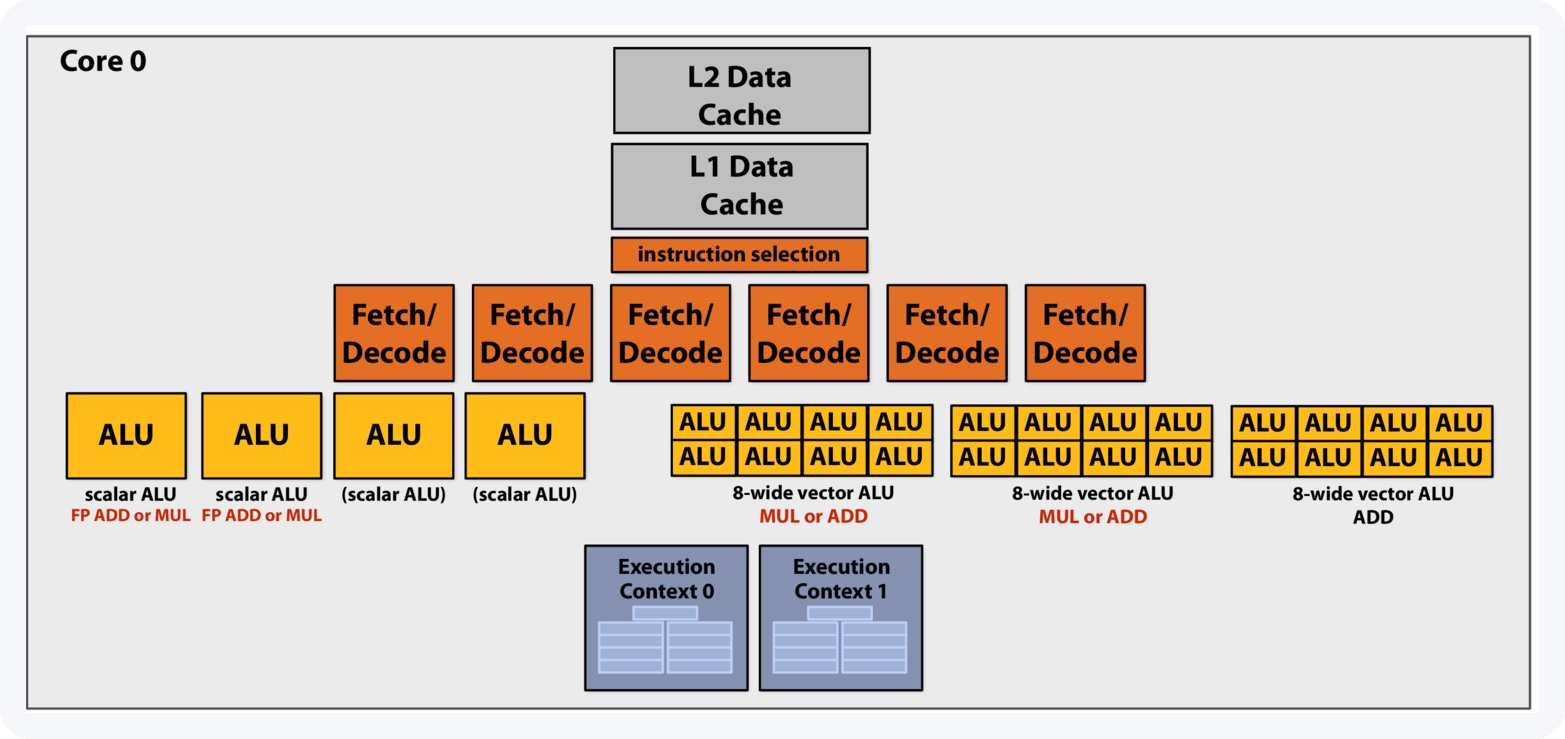 Core 0
L2 Data
Cache
L1 Data
Cache
instruction selection
Fetch/
Decode
Fetch/
Decode
Fetch/
Decode
Fetch/
Decode
Fetch/
Decode
Fetch/
Decode
ALU
scalar ALU
FP ADD or MUL
ALU
scalar ALU
FP ADD or MUL
ALU
(scalar ALU)
ALU
(scalar ALU)
ALU ALU ALU ALU
ALU ALU ALU ALU
8-wide vector ALU
MUL or ADD
ALU ALU ALU ALU
ALU ALU ALU ALU
8-wide vector ALU
MUL or ADD
ALU ALU ALU ALU
ALU ALU ALU ALU
8-wide vector ALU
ADD
Execution
Context 0
Execution
Context 1